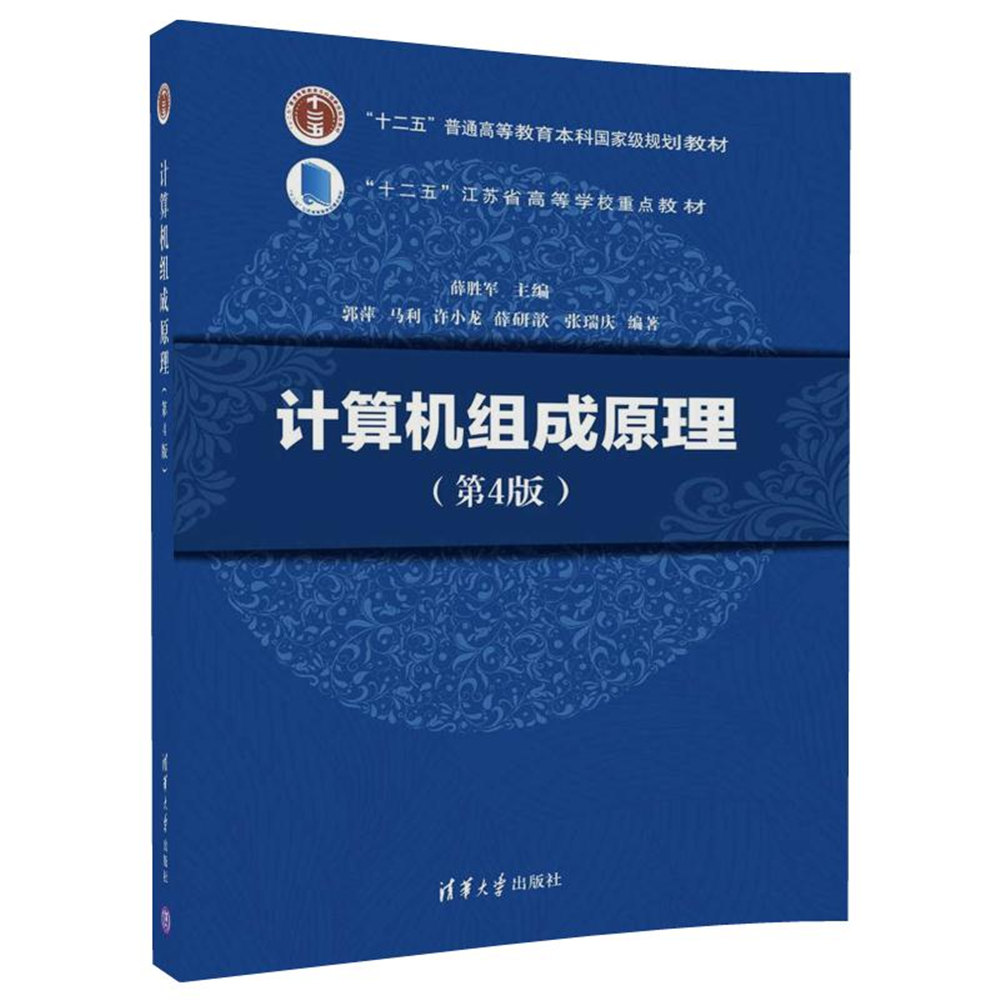 “十二五”普通高等教育本科国家级规划教材
“十二五”江苏省高等学校重点教材
薛胜军 主编
郭萍 马利 许小龙 薛研歆 张瑞庆 编著
计算机组成原理
（第4版）
清华大学出版社
计算机组成原理（第4版）
清华大学出版社
十二五